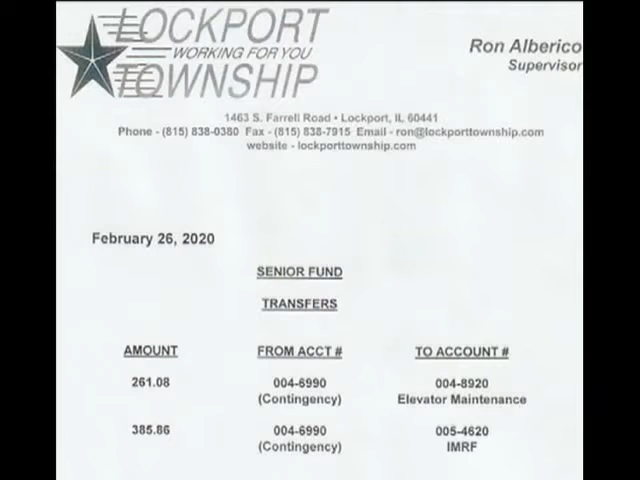 LOCKPORT
WORKING FOR YOU
TOWNSHIP
Ron Alberico
Supervisor
1463 S. Farrell Road • Lockport, IL 60441
Phone - (815) 838-0380 Fax - (815) 838-7915 Email - ron@lockporttownship.com
website - lockporttownship.com
February 26, 2020
SENIOR FUND
TRANSFERS
AMOUNT FROM ACCT # TO ACCOUNT #
261.08 004-6990 004-8920
(Contingency) Elevator Maintenance
385.86 004-6990 005-4620
(Contingency) IMRF